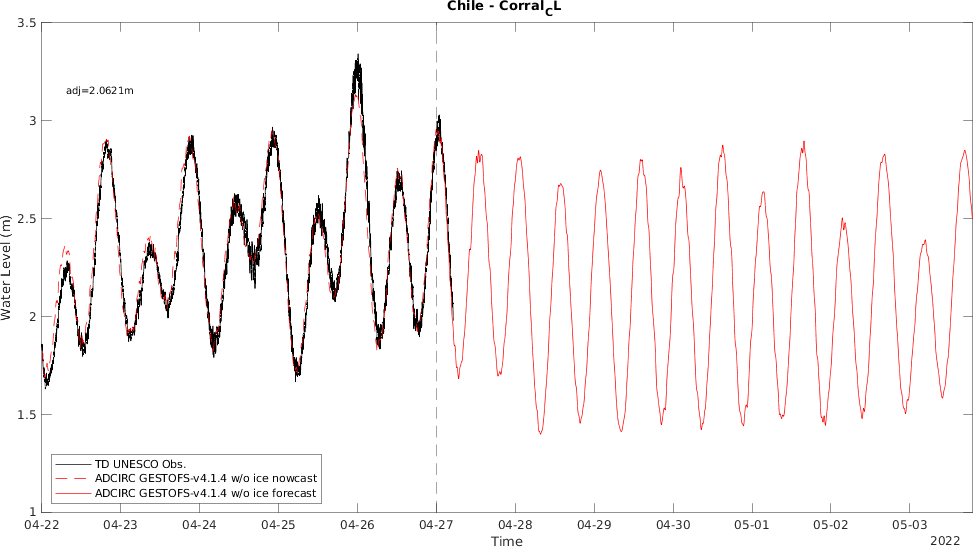 Chile - Corral_CL
3.5
3
2.5
2
1.5
1
Water Level (m)
adj=2.0621m
TD UNESCO Obs.
ADCIRC GESTOFS-v4.1.4 w/o ice nowcast
ADCIRC GESTOFS-v4.1.4 w/o ice forecast
04-22 04-23 04-24 04-25 04-26 04-27 04-28 04-29 04-30 05-01 05-02 05-03
Time
2022